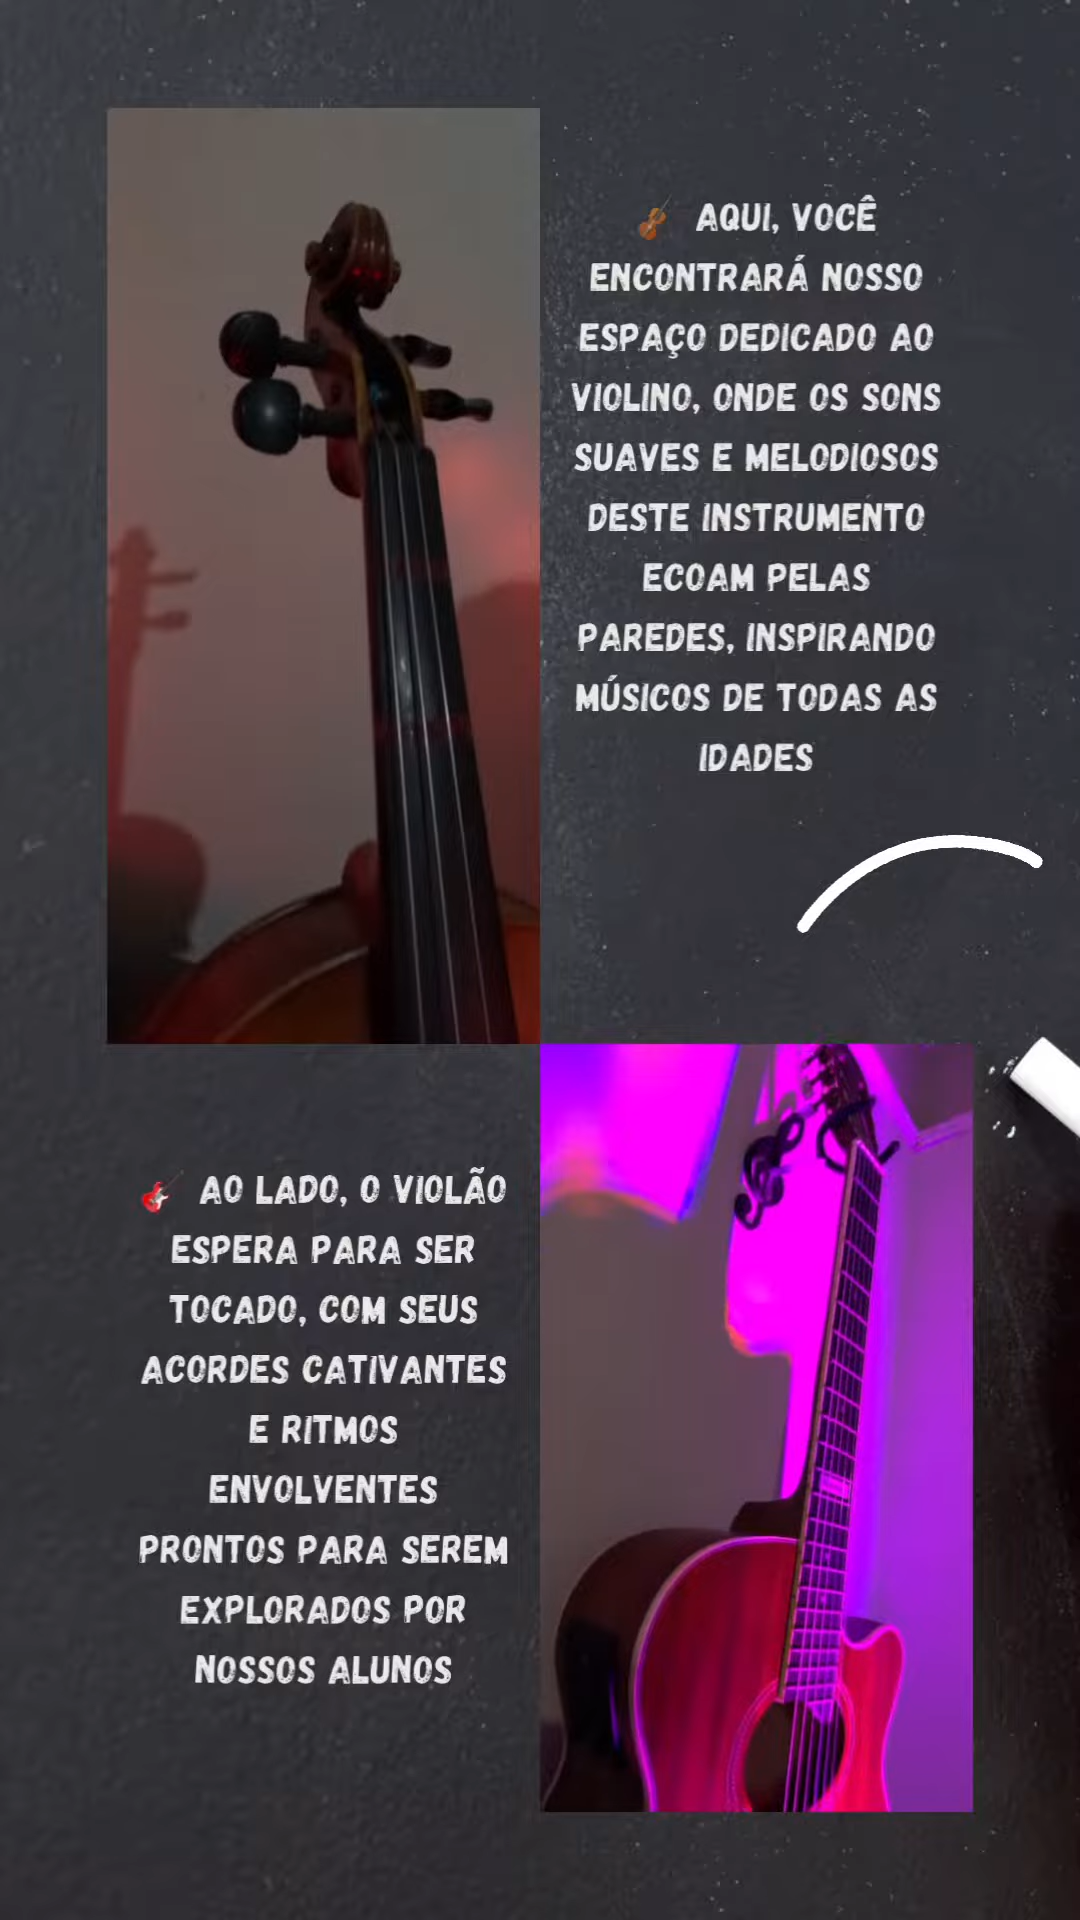 🎻 AQUI, VOCÊ
ENCONTRARÁ NOSSO
ESPAÇO DEDICADO AO
VIOLINO, ONDE OS SONS
SUAVES E MELODIOSOS
DESTE INSTRUMENTO
ECOAM PELAS
PAREDES, INSPIRANDO
MÚSICOS DE TODAS AS
IDADES
🎸 AO LADO, O VIOLÃO
ESPERA PARA SER
TOCADO, COM SEUS
ACORDES CATIVANTES
E RITMOS
ENVOLVENTES
PRONTOS PARA SEREM
EXPLORADOS POR
NOSSOS ALUNOS